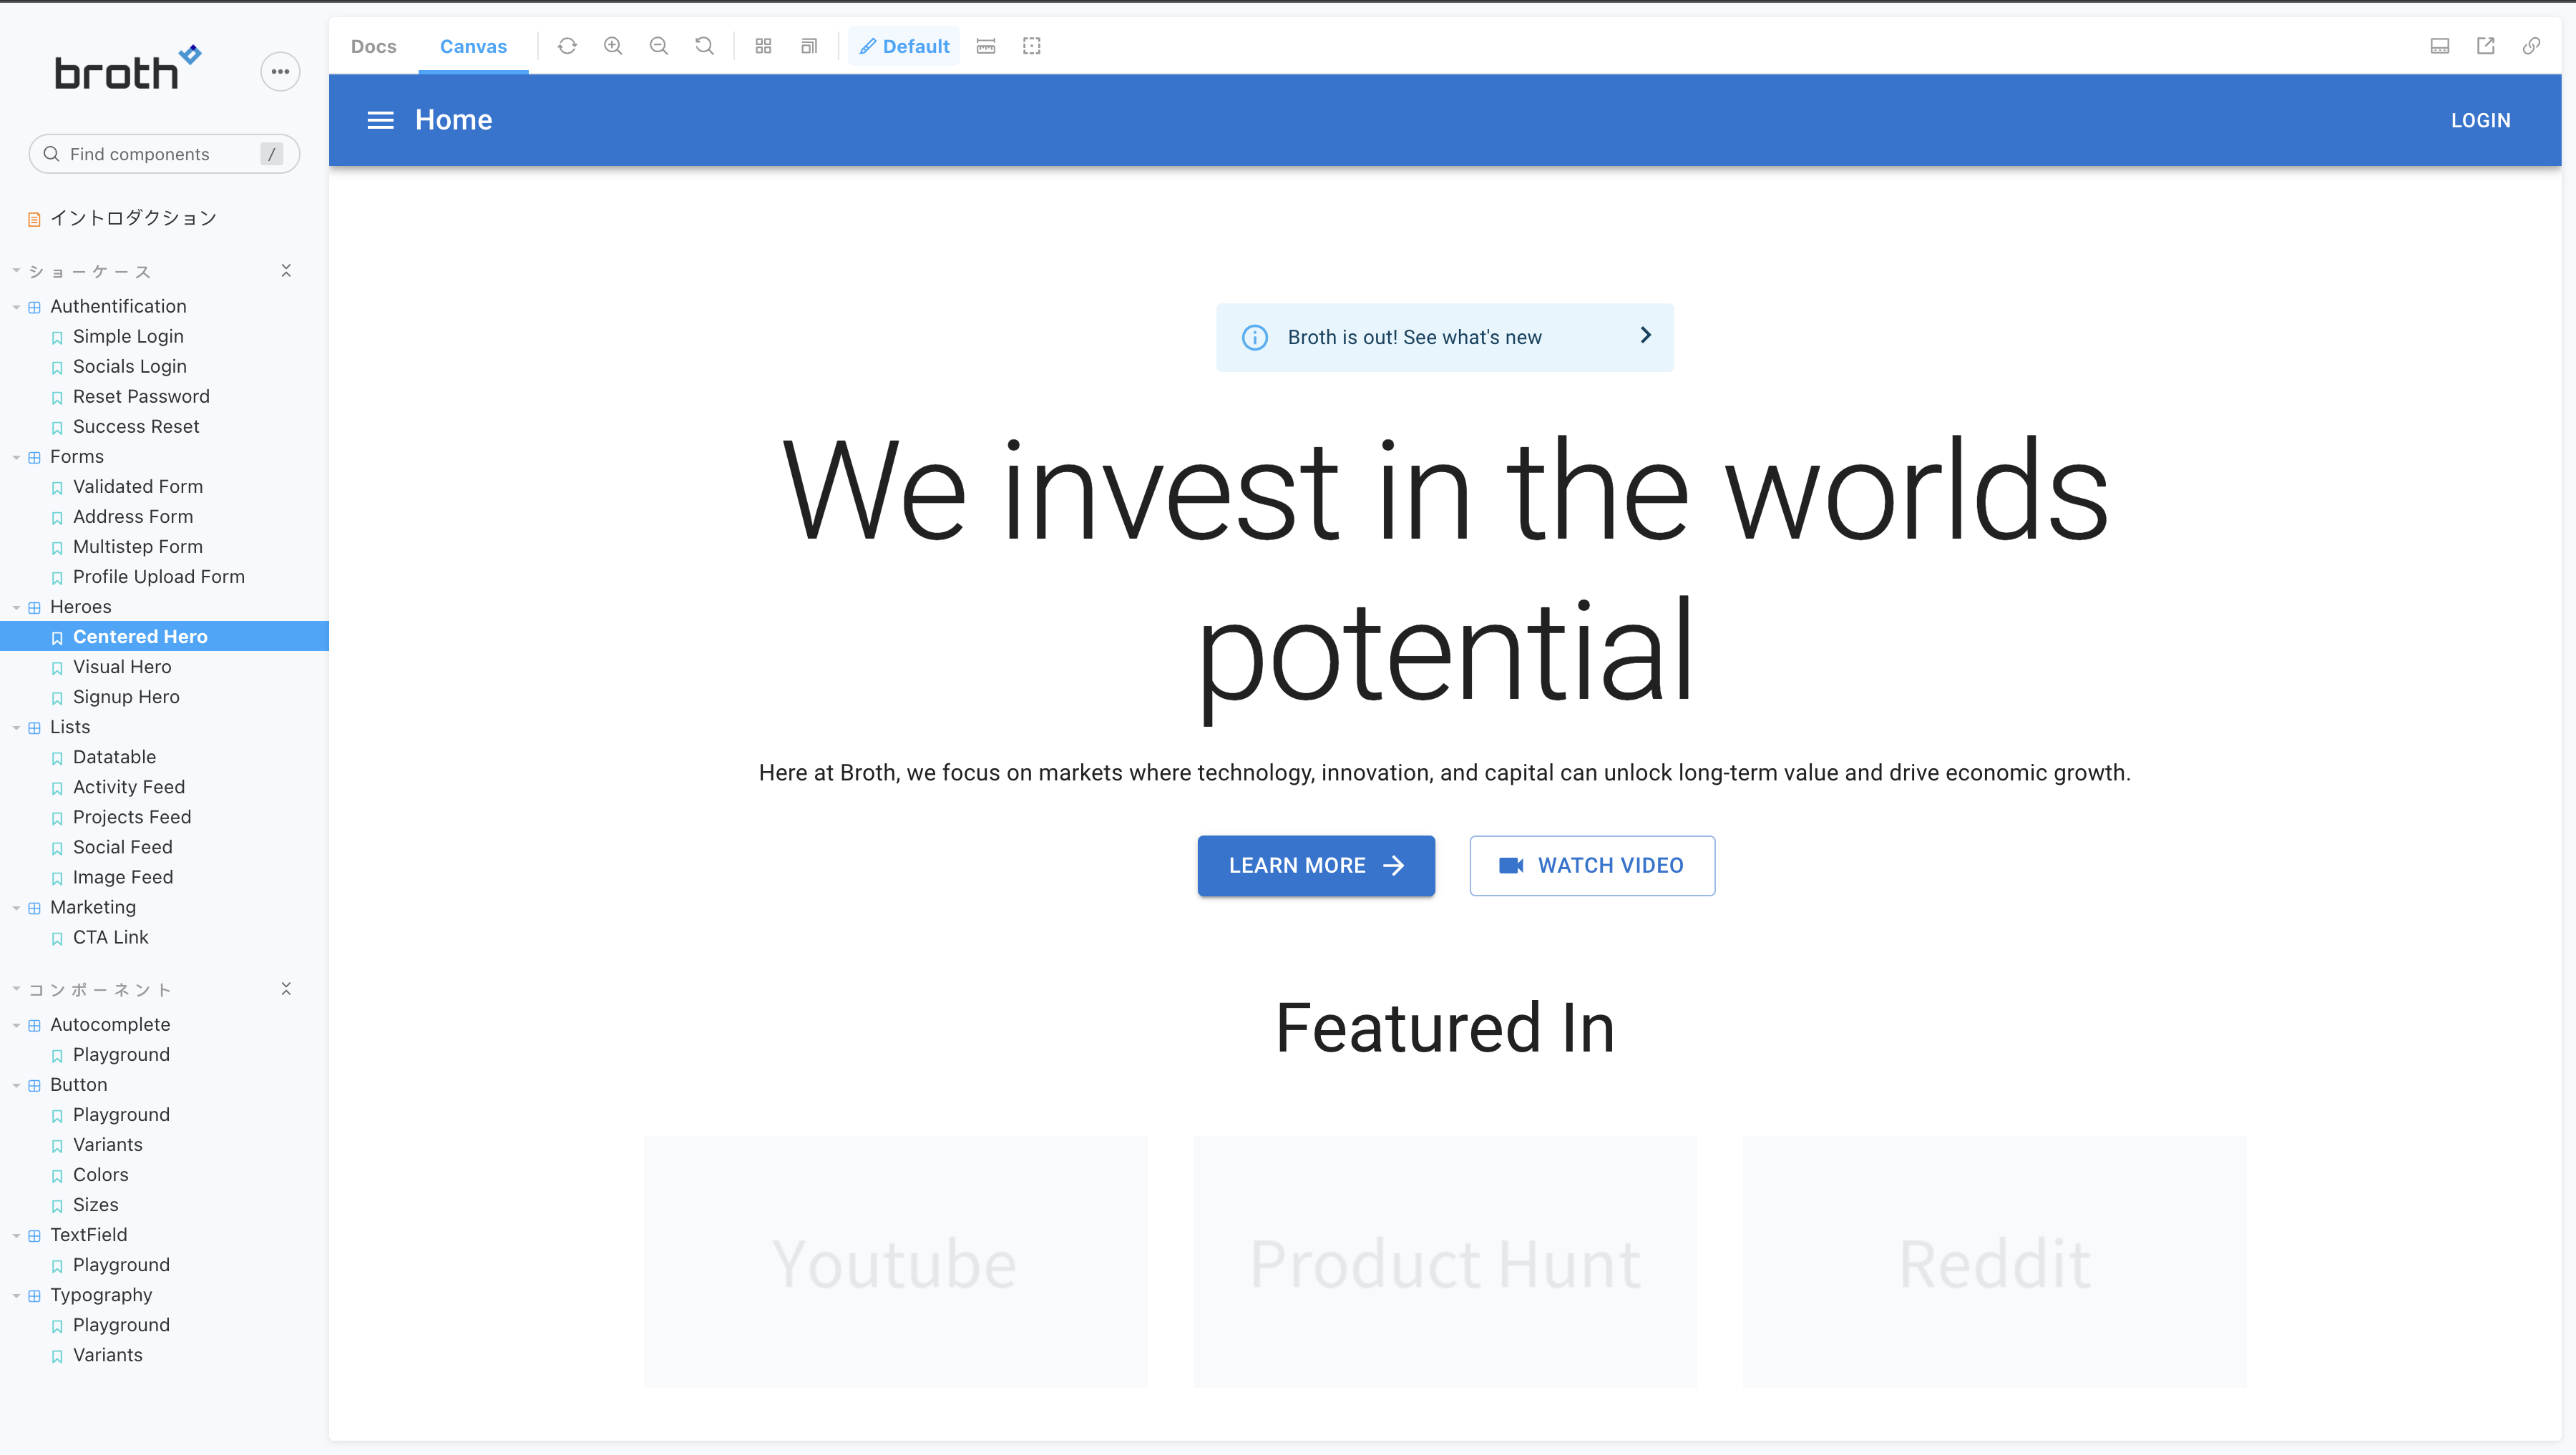 broth
Find components /
イントロダクション
ショーケース
Authentification
Simple Login
Socials Login
Reset Password
Success Reset
Forms
Validated Form
Address Form
Multistep Form
Profile Upload Form
Heroes
Centered Hero
Visual Hero
Signup Hero
Lists
Datatable
Activity Feed
Projects Feed
Social Feed
Image Feed
Marketing
CTA Link
コンポーネント
Autocomplete
Playground
Button
Playground
Variants
Colors
Sizes
TextField
Playground
Typography
Playground
Variants
Docs Canvas Default
Home LOGIN
Broth is out! See what's new
We invest in the worlds
potential
Here at Broth, we focus on markets where technology, innovation, and capital can unlock long-term value and drive economic growth.
LEARN MORE WATCH VIDEO
Featured In
Youtube Product Hunt Reddit